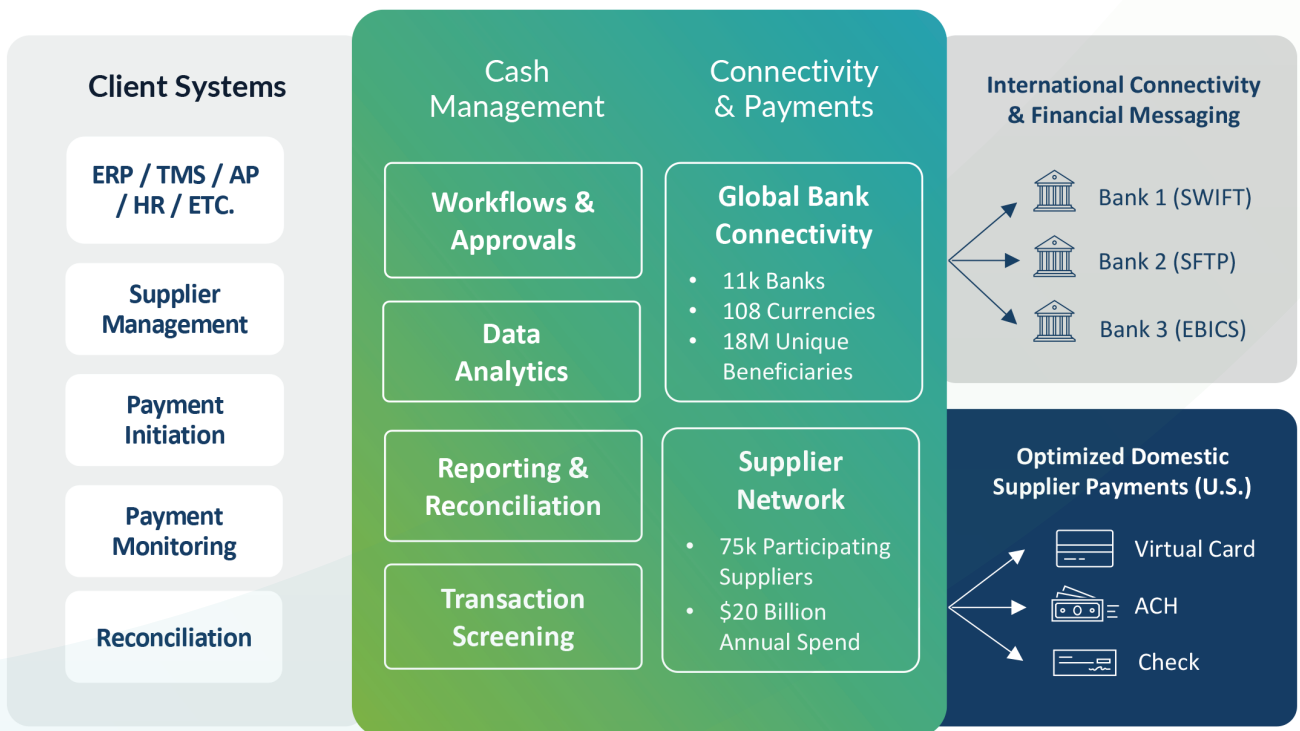 Client Systems
ERP / TMS / AP
/ HR / ETC.
Supplier
Management
Payment
Initiation
Payment
Monitoring
Reconciliation
Cash
Management
Workflows &
Approvals
Data
Analytics
Reporting &
Reconciliation
Transaction
Screening
Connectivity
& Payments
Global Bank
Connectivity
• 11k Banks
• 108 Currencies
• 18M Unique
Beneficiaries
Supplier
Network
• 75k Participating
Suppliers
• $20 Billion
Annual Spend
International Connectivity
& Financial Messaging
Bank 1 (SWIFT)
Bank 2 (SFTP)
Bank 3 (EBICS)
Optimized Domestic
Supplier Payments (U.S.)
Virtual Card
ACH
Check